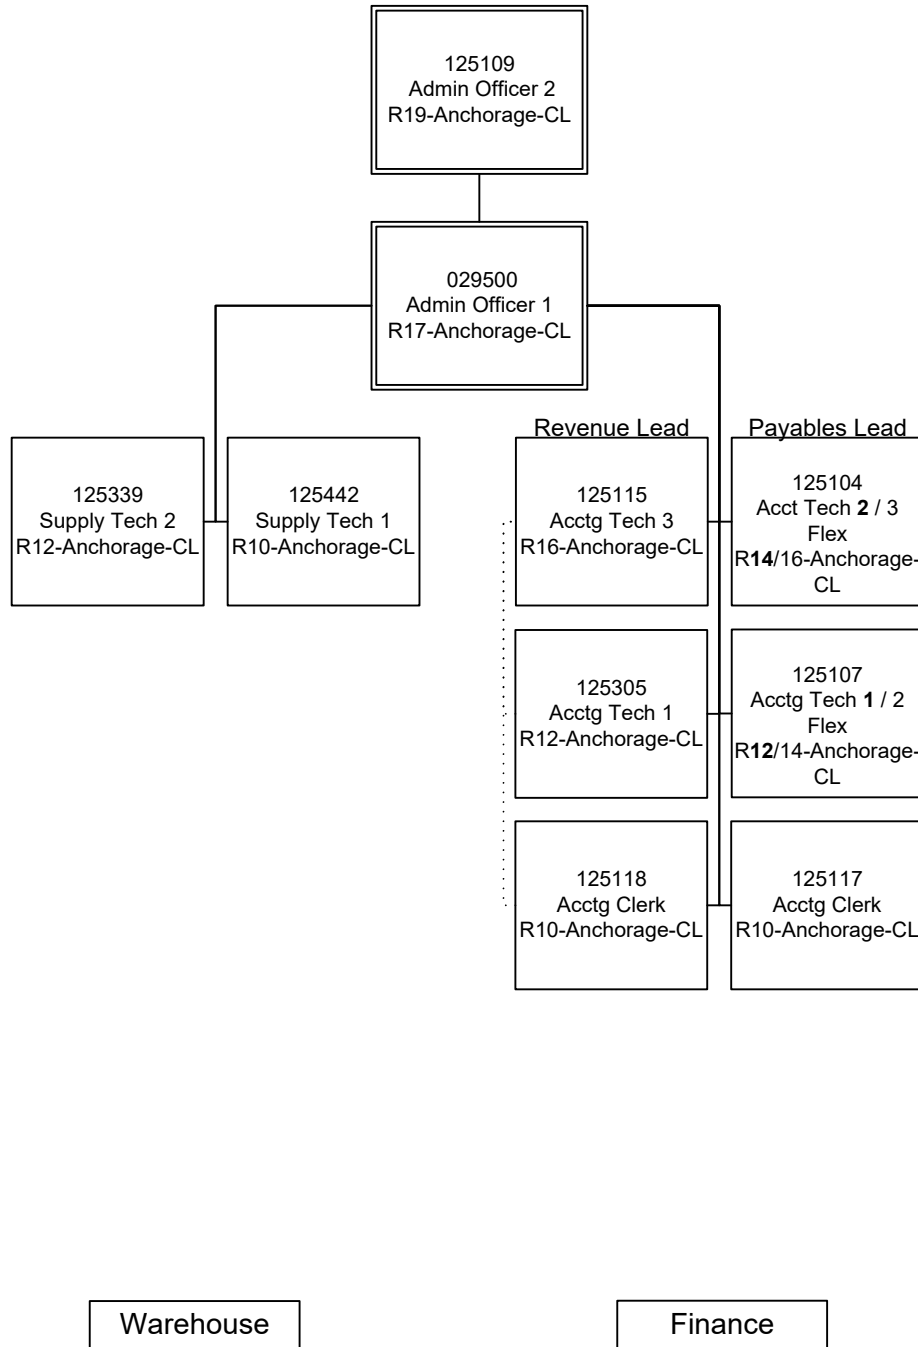 125109
Admin Officer 2
R19-Anchorage-CL
029500
Admin Officer 1
R17-Anchorage-CL
125339
Supply Tech 2
R12-Anchorage-CL
125442
Supply Tech 1
R10-Anchorage-CL
Revenue Lead
125115
Acctg Tech 3
R16-Anchorage-CL
Payables Lead
125104
Acct Tech 2 / 3
Flex
R14/16-Anchorage-
CL
125305
Acctg Tech 1
R12-Anchorage-CL
125107
Acctg Tech 1 / 2
Flex
R12/14-Anchorage-
CL
125118
Acctg Clerk
R10-Anchorage-CL
125117
Acctg Clerk
R10-Anchorage-CL
Warehouse
Finance